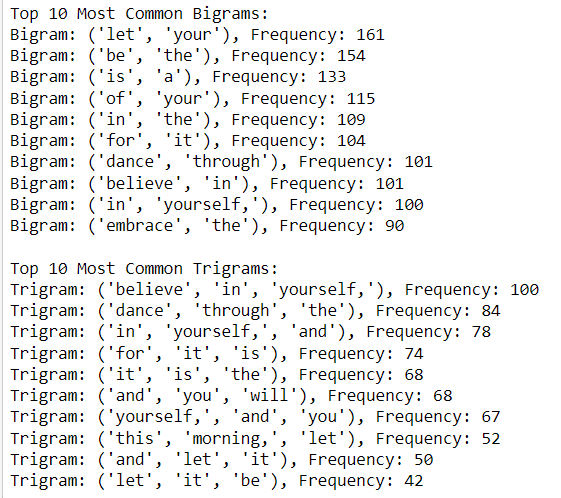 Top 10 Most Common Bigrams:
Bigram: ('let', 'your'), Frequency: 161
Bigram: ('be', 'the'), Frequency: 154
Bigram: ('is', 'a'), Frequency: 133
Bigram: ('of', 'your'), Frequency: 115
Bigram: ('in', 'the'), Frequency: 109
Bigram: ('for', 'it'), Frequency: 104
Bigram: ('dance', 'through'), Frequency: 101
Bigram: ('believe', 'in'), Frequency: 101
Bigram: ('in', 'yourself,'), Frequency: 100
Bigram: ('embrace', 'the'), Frequency: 90

Top 10 Most Common Trigrams:
Trigram: ('believe', 'in', 'yourself,'), Frequency: 100
Trigram: ('dance', 'through', 'the'), Frequency: 84
Trigram: ('in', 'yourself,', 'and'), Frequency: 78
Trigram: ('for', 'it', 'is'), Frequency: 74
Trigram: ('it', 'is', 'the'), Frequency: 68
Trigram: ('and', 'you', 'will'), Frequency: 68
Trigram: ('yourself,', 'and', 'you'), Frequency: 67
Trigram: ('this', 'morning,', 'let'), Frequency: 52
Trigram: ('and', 'let', 'it'), Frequency: 50
Trigram: ('let', 'it', 'be'), Frequency: 42